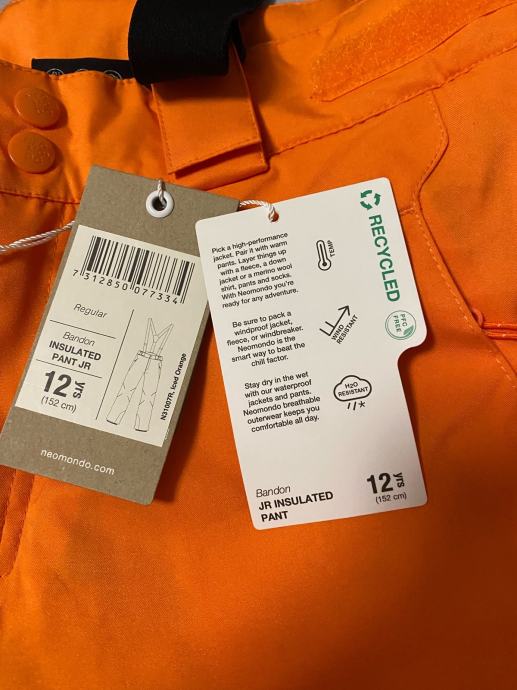 7 312850 077334
Regular
Bandon
INSULATED
PANT JR
12 yrs
(152 cm)
N31007R, Iced Orange
neomondo.com
RECYCLED
PFC
FREE
Pick a high-performance
jacket. Pair it with warm
pants. Layer things up
with a fleece, a down
jacket or a merino wool
shirt, pants and socks.
With Neomondo you're
ready for any adventure.
TEMP
Be sure to pack a
windproof jacket,
fleece, or windbreaker.
Neomondo is the
smart way to beat the
chill factor.
WIND
RESISTANT
Stay dry in the wet
with our waterproof
jackets and pants.
Neomondo breathable
outerwear keeps you
comfortable all day.
H2O
RESISTANT
Bandon
JR INSULATED
PANT
12 yrs
(152 cm)